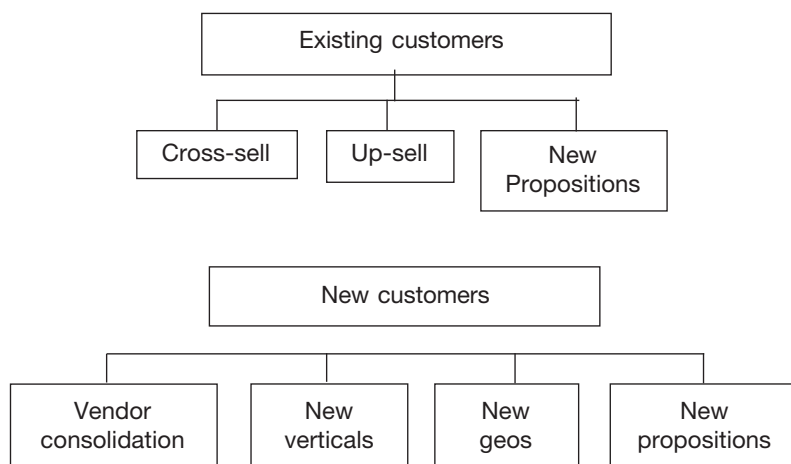 Existing customers
Cross-sell
Up-sell
New
Propositions
New customers
Vendor
consolidation
New
verticals
New
geos
New
propositions